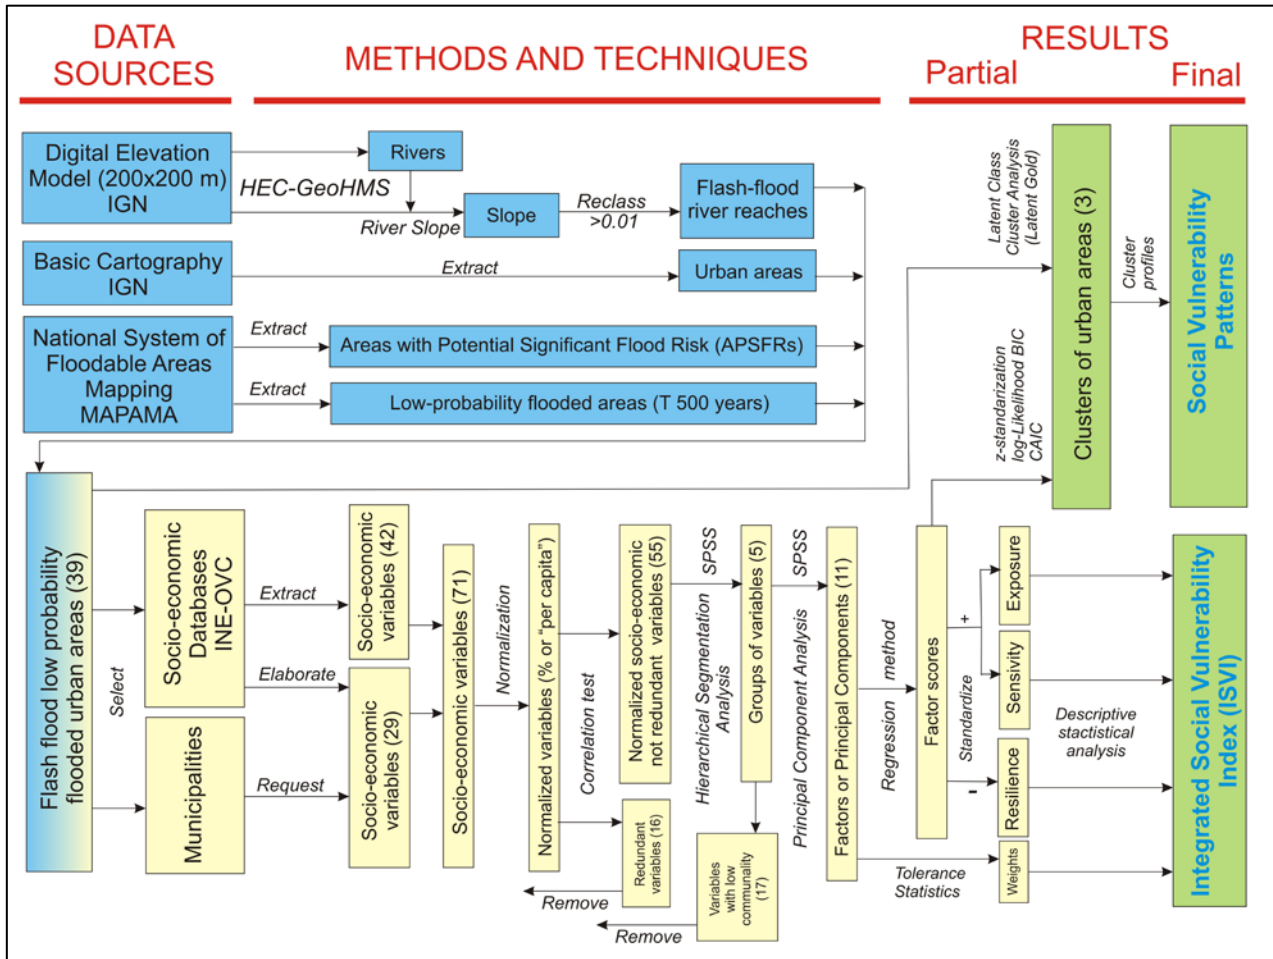 DATA
SOURCES
METHODS AND TECHNIQUES
RESULTS
Partial
Final
Digital Elevation
Model (200x200 m)
IGN
Rivers
HEC-GeoHMS
River Slope
Slope
Reclass
>0.01
Flash-flood
river reaches
Basic Cartography
IGN
Extract
Urban areas
National System of
Floodable Areas
Mapping
MAPAMA
Extract
Areas with Potential Significant Flood Risk (APSFRs)
Extract
Low-probability flooded areas (T 500 years)
Latent Class
Cluster Analysis
(Latent Gold)
z-standarization
log-Likelihood BIC
CAIC
Clusters of urban areas (3)
Cluster
profiles
Social Vulnerability
Patterns
Flash flood low probability
flooded urban areas (39)
Select
Socio-economic
Databases
INE-OVC
Municipalities
Extract
Elaborate
Request
Socio-economic
variables (42)
Socio-economic
variables (29)
Socio-economic variables (71)
Normalization
Normalized variables (% or “per capita”)
Correlation test
Normalized socio-economic
not redundant variables (55)
Redundant
variables (16)
Remove
SPSS
Hierarchical Segmentation
Analysis
Groups of variables (5)
Variables
with low
communality
(17)
Remove
SPSS
Principal Component Analysis
Factors or Principal Components (11)
Regression method
Tolerance
Statistics
Factor scores
Standardize
+
-
Exposure
Sensivity
Resilience
Weights
Descriptive
stactistical
analysis
Integrated Social Vulnerability
Index (ISVI)